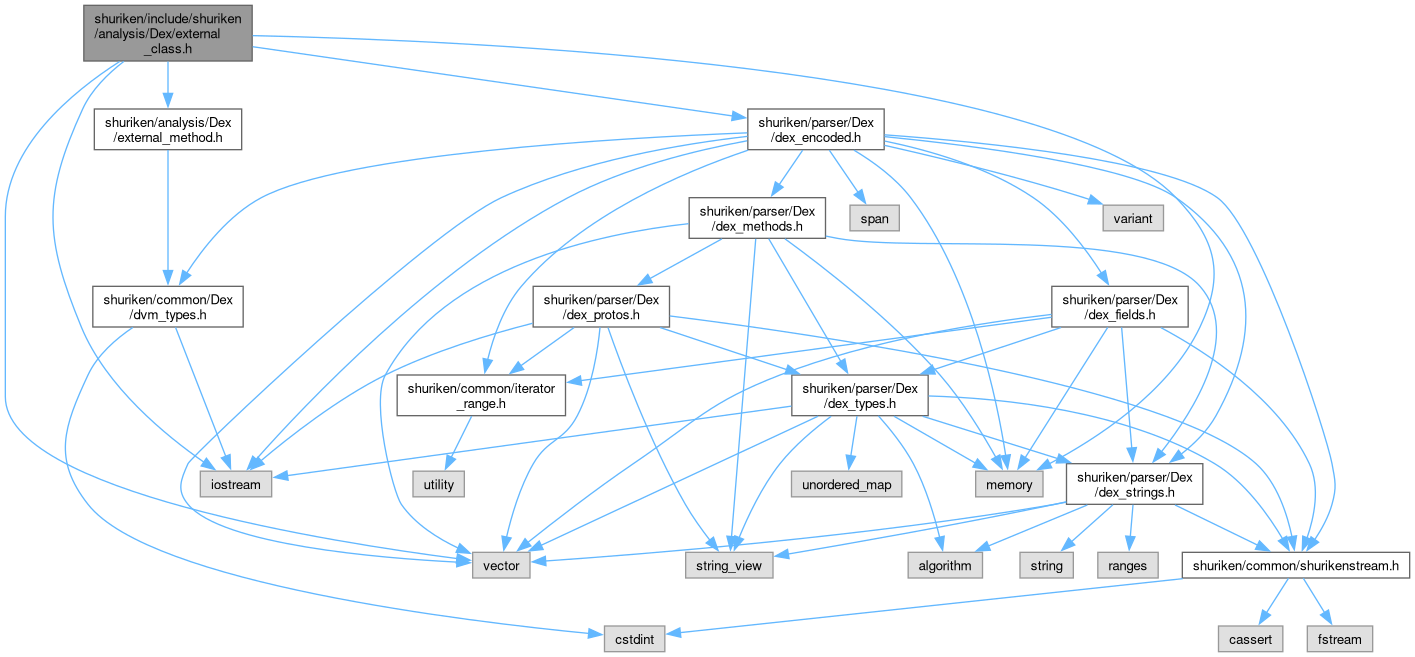 shuriken/include/shuriken
/analysis/Dex/external
_class.h
shuriken/analysis/Dex
/external_method.h
shuriken/parser/Dex
/dex_encoded.h
shuriken/parser/Dex
/dex_methods.h
span
variant
shuriken/common/Dex
/dvm_types.h
shuriken/parser/Dex
/dex_protos.h
shuriken/parser/Dex
/dex_fields.h
shuriken/common/iterator
_range.h
shuriken/parser/Dex
/dex_types.h
iostream
utility
unordered_map
memory
shuriken/parser/Dex
/dex_strings.h
vector
string_view
algorithm
string
ranges
shuriken/common/shurikenstream.h
cstdint
cassert
fstream